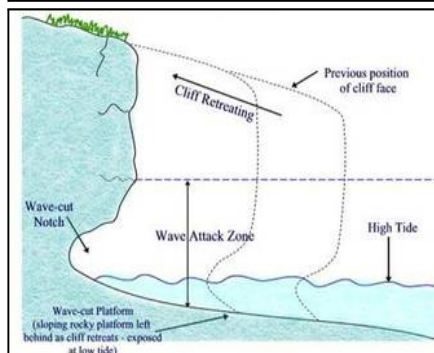 Previous position
of cliff face
Cliff Retreating
Wave-cut
Notch
Wave Attack Zone
High Tide
Wave-cut Platform
(sloping rocky platform left
behind as cliff retreats - exposed
at low tide)